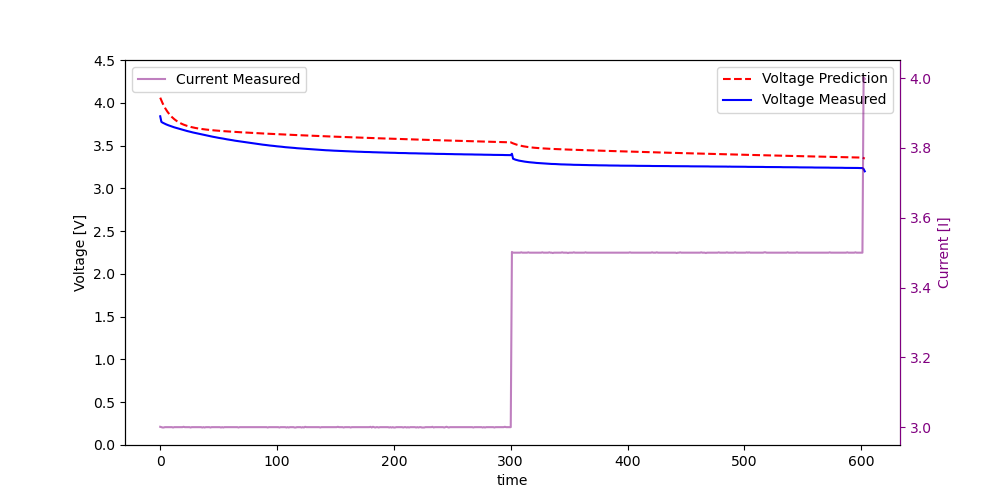 Current Measured
Voltage Prediction
Voltage Measured
4.5
4.0
3.5
3.0
2.5
2.0
1.5
1.0
0.5
0.0
Voltage [V]
4.0
3.8
3.6
3.4
3.2
3.0
Current [I]
0 100 200 300 400 500 600
time